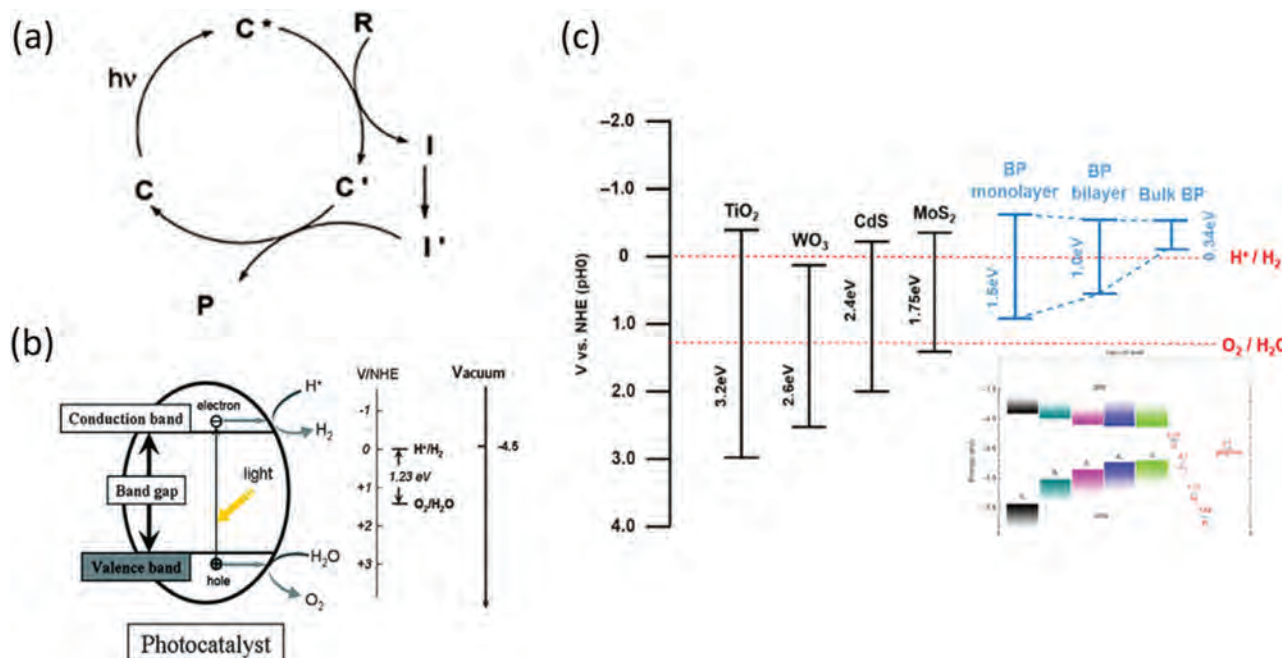 (a)
C*
R
hν
I
C
C'
I'
P
(b)
Conduction band
Band gap
Valence band
electron
light
hole
H⁺
H₂
H₂O
O₂
Photocatalyst
V/NHE
-1
0
+1
+2
+3
H⁺/H₂
1.23 eV
O₂/H₂O
Vacuum
-4.5
(c)
V vs. NHE (pH0)
-2.0
-1.0
0
1.0
2.0
3.0
4.0
TiO₂
3.2eV
WO₃
2.6eV
CdS
2.4eV
MoS₂
1.75eV
BP
monolayer
1.5eV
BP
bilayer
1.0eV
Bulk BP
0.34eV
H⁺ / H₂
O₂ / H₂O